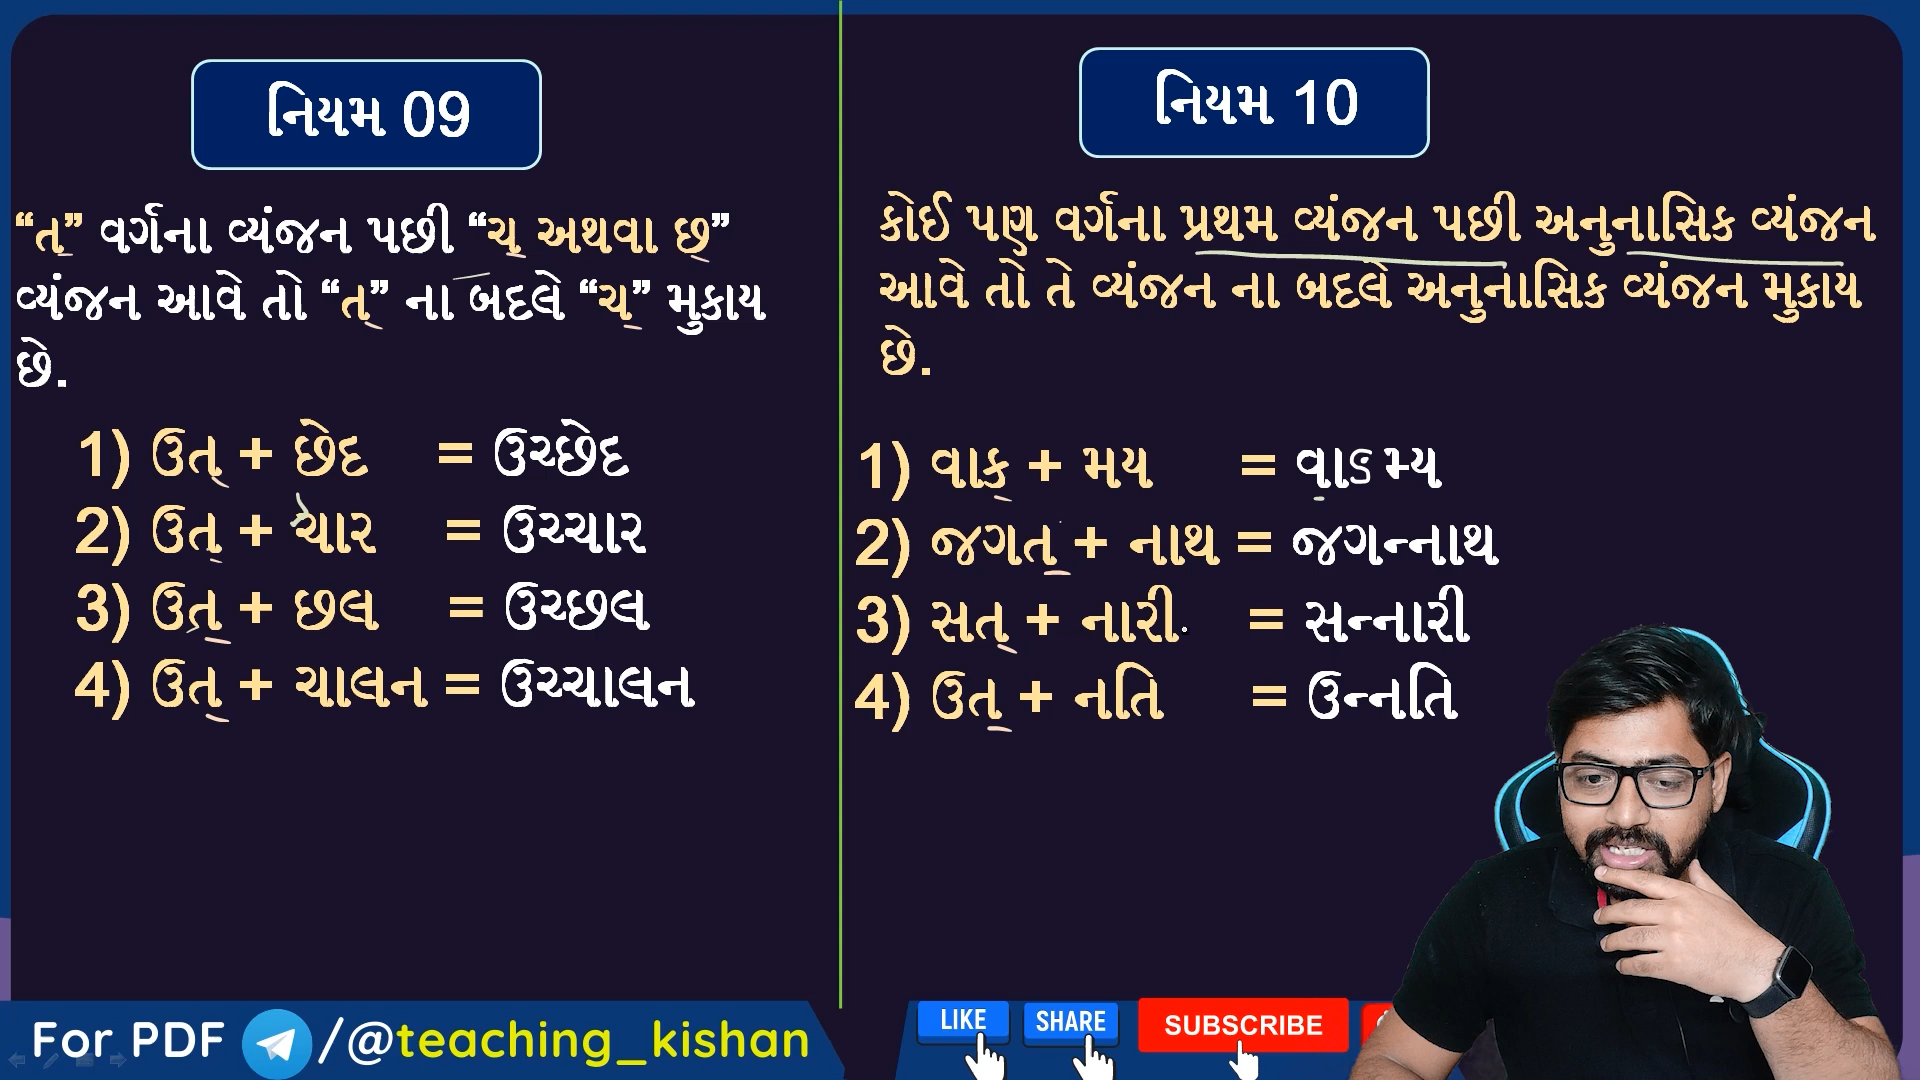 નિયમ 09
“ત્” વર્ગના વ્યંજન પછી “ચ્ અથવા છ્”
વ્યંજન આવે તો “ત્” ના બદલે “ચ્” મુકાય
છે.
1) ઉત્ + છેદ = ઉચ્છેદ
2) ઉત્ + ચાર = ઉચ્ચાર
3) ઉત્ + છલ = ઉચ્છલ
4) ઉત્ + ચાલન = ઉચ્ચાલન
નિયમ 10
કોઈ પણ વર્ગના પ્રથમ વ્યંજન પછી અનુનાસિક વ્યંજન
આવે તો તે વ્યંજન ના બદલે અનુનાસિક વ્યંજન મુકાય
છે.
1) વાક્ + મય = વાઙમ્ય
2) જગત્ + નાથ = જગન્નાથ
3) સત્ + નારી = સન્નારી
4) ઉત્ + નતિ = ઉન્નતિ
For PDF /@teaching_kishan
LIKE SHARE SUBSCRIBE